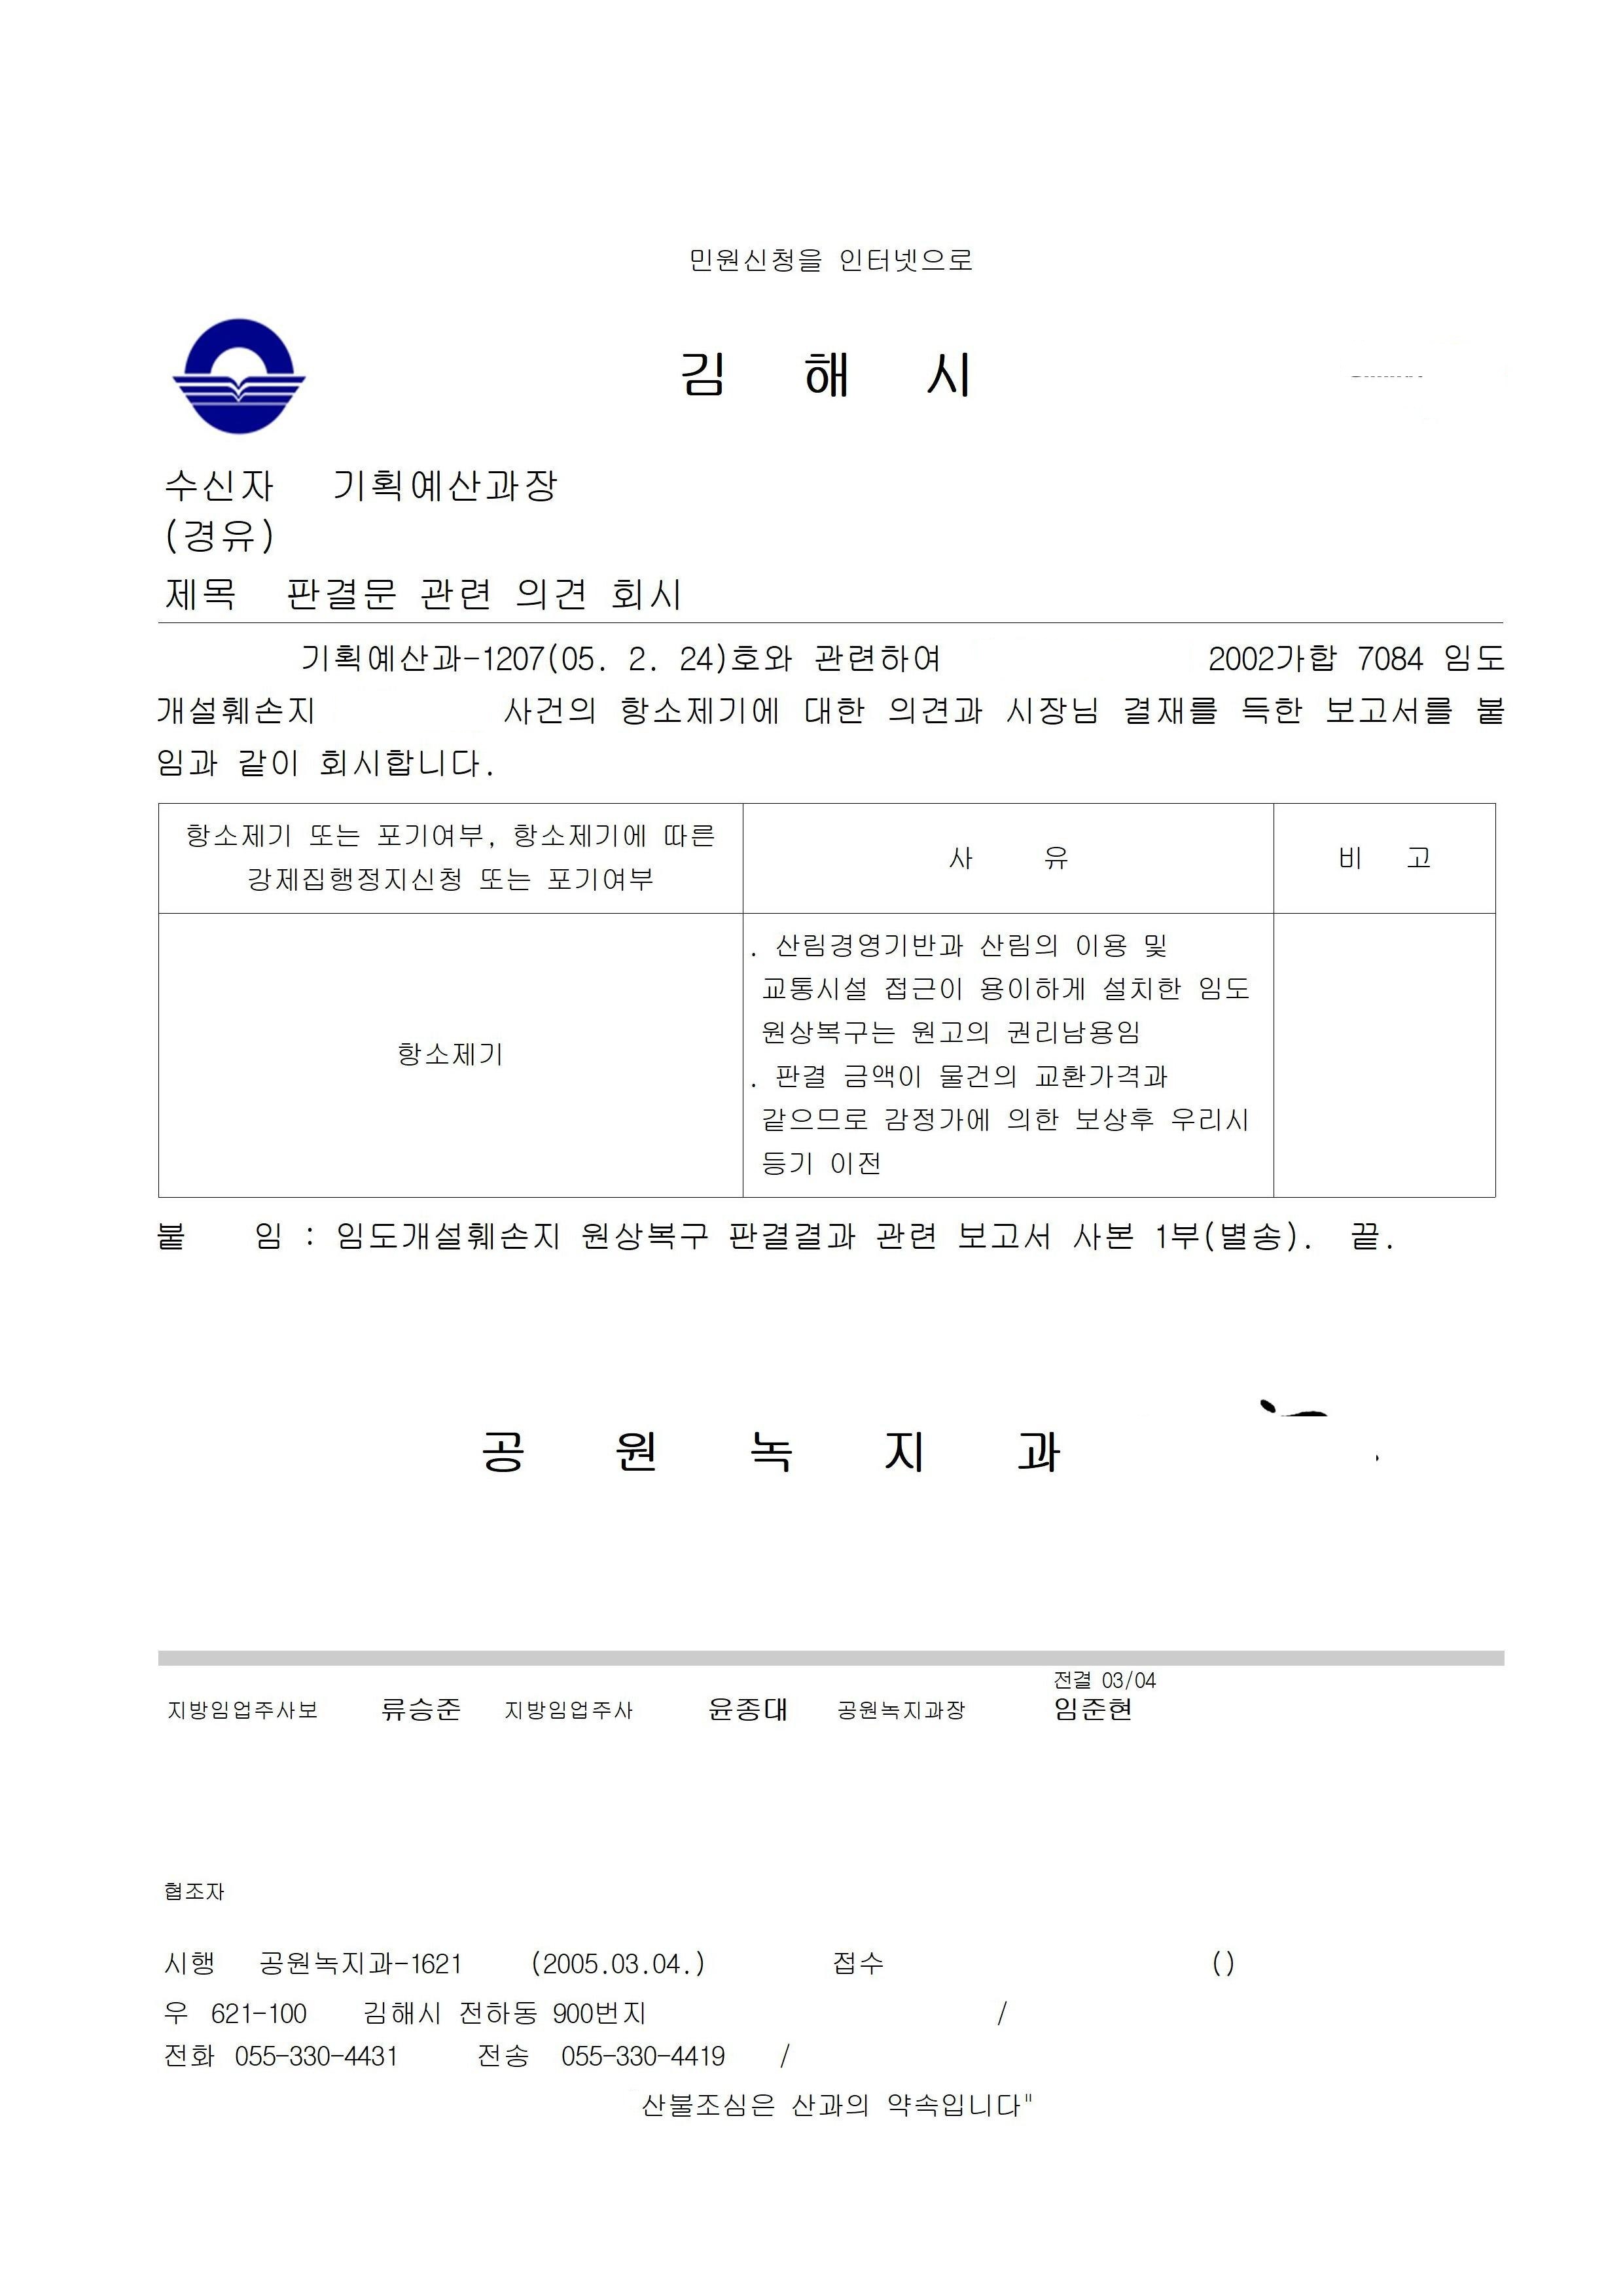 민원신청을 인터넷으로
김 해 시
수신자 기획예산과장
(경유)
제목 판결문 관련 의견 회시
기획예산과-1207(05. 2. 24)호와 관련하여 2002가합 7084 임도
개설훼손지 사건의 항소제기에 대한 의견과 시장님 결재를 득한 보고서를 붙
임과 같이 회시합니다.
항소제기 또는 포기여부, 항소제기에 따른
강제집행정지신청 또는 포기여부
사 유
비 고
항소제기
. 산림경영기반과 산림의 이용 및
교통시설 접근이 용이하게 설치한 임도
원상복구는 원고의 권리남용임
. 판결 금액이 물건의 교환가격과
같으므로 감정가에 의한 보상후 우리시
등기 이전
붙 임 : 임도개설훼손지 원상복구 판결결과 관련 보고서 사본 1부(별송). 끝.
공 원 녹 지 과
전결 03/04
지방임업주사보 류승준 지방임업주사 윤종대 공원녹지과장 임준현
협조자
시행 공원녹지과-1621 (2005.03.04.) 접수 ()
우 621-100 김해시 전하동 900번지 /
전화 055-330-4431 전송 055-330-4419 /
산불조심은 산과의 약속입니다"